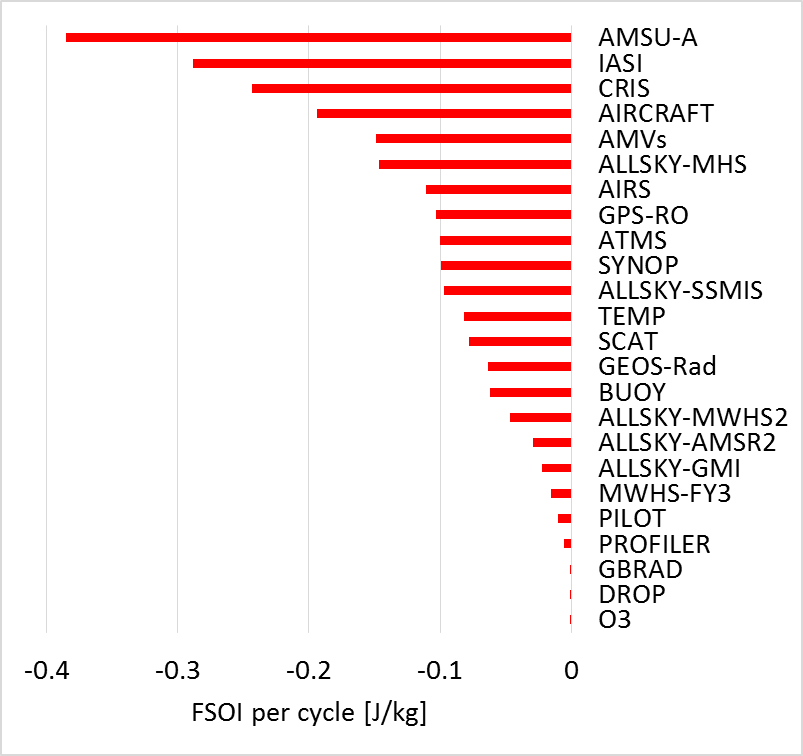 AMSU-A
IASI
CRIS
AIRCRAFT
AMVs
ALLSKY-MHS
AIRS
GPS-RO
ATMS
SYNOP
ALLSKY-SSMIS
TEMP
SCAT
GEOS-Rad
BUOY
ALLSKY-MWHS2
ALLSKY-AMSR2
ALLSKY-GMI
MWHS-FY3
PILOT
PROFILER
GBRAD
DROP
O3
-0.4 -0.3 -0.2 -0.1 0
FSOI per cycle [J/kg]